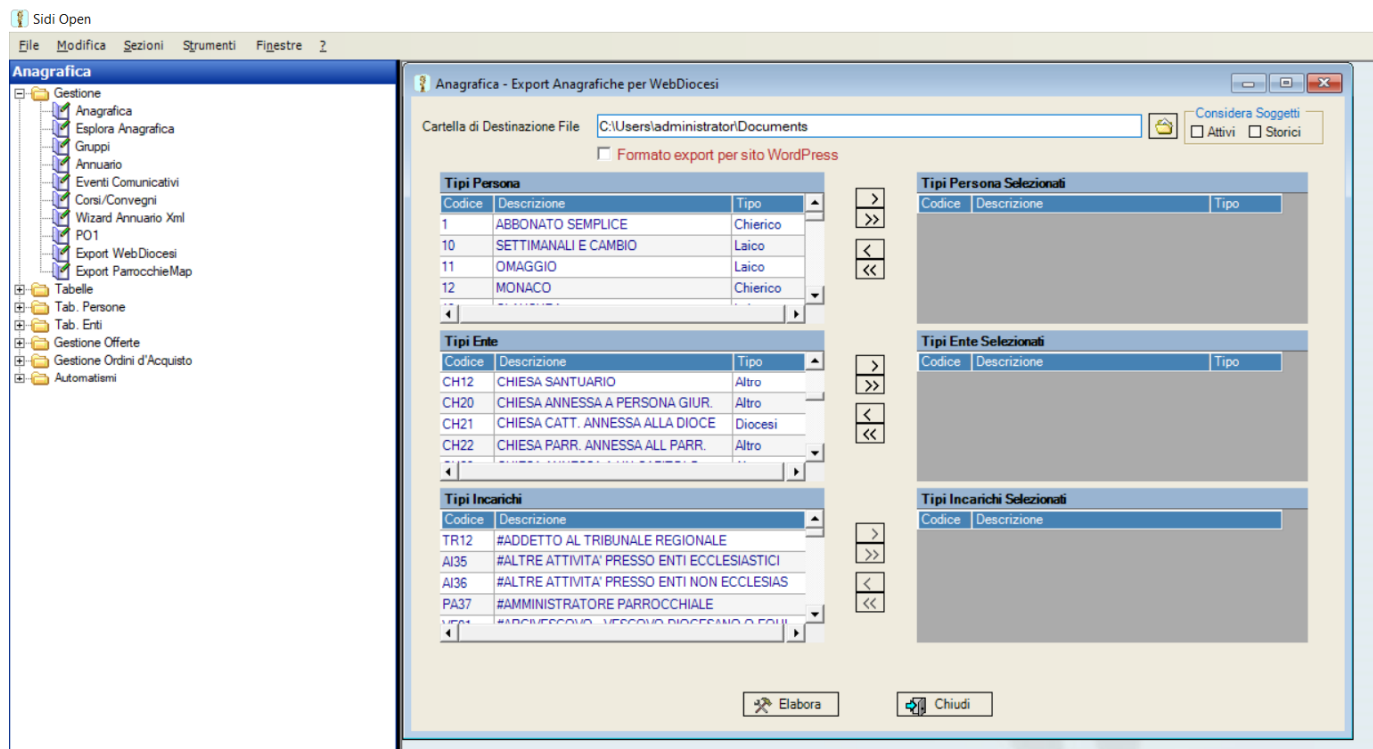 Sidi Open
File Modifica Sezioni Strumenti Finestre ?
Anagrafica
Gestione
Anagrafica
Esplora Anagrafica
Gruppi
Annuario
Eventi Comunicativi
Corsi/Convegni
Wizard Annuario Xml
PO1
Export WebDiocesi
Export ParrocchieMap
Tabelle
Tab. Persone
Tab. Enti
Gestione Offerte
Gestione Ordini d'Acquisto
Automatismi
Anagrafica - Export Anagrafiche per WebDiocesi
Cartella di Destinazione File C:\Users\administrator\Documents
Considera Soggetti
Attivi Storici
Formato export per sito WordPress
Tipi Persona
Codice Descrizione Tipo
1 ABBONATO SEMPLICE Chierico
10 SETTIMANALI E CAMBIO Laico
11 OMAGGIO Laico
12 MONACO Chierico
> 
>>
<
<<
Tipi Persona Selezionati
Codice Descrizione Tipo
Tipi Ente
Codice Descrizione Tipo
CH12 CHIESA SANTUARIO Altro
CH20 CHIESA ANNESSA A PERSONA GIUR. Altro
CH21 CHIESA CATT. ANNESSA ALLA DIOCE Diocesi
CH22 CHIESA PARR. ANNESSA ALL PARR. Altro
>
>>
<
<<
Tipi Ente Selezionati
Codice Descrizione Tipo
Tipi Incarichi
Codice Descrizione
TR12 #ADDETTO AL TRIBUNALE REGIONALE
AI35 #ALTRE ATTIVITA' PRESSO ENTI ECCLESIASTICI
AI36 #ALTRE ATTIVITA' PRESSO ENTI NON ECCLESIAS
PA37 #AMMINISTRATORE PARROCCHIALE
>
>>
<
<<
Tipi Incarichi Selezionati
Codice Descrizione
Elabora
Chiudi